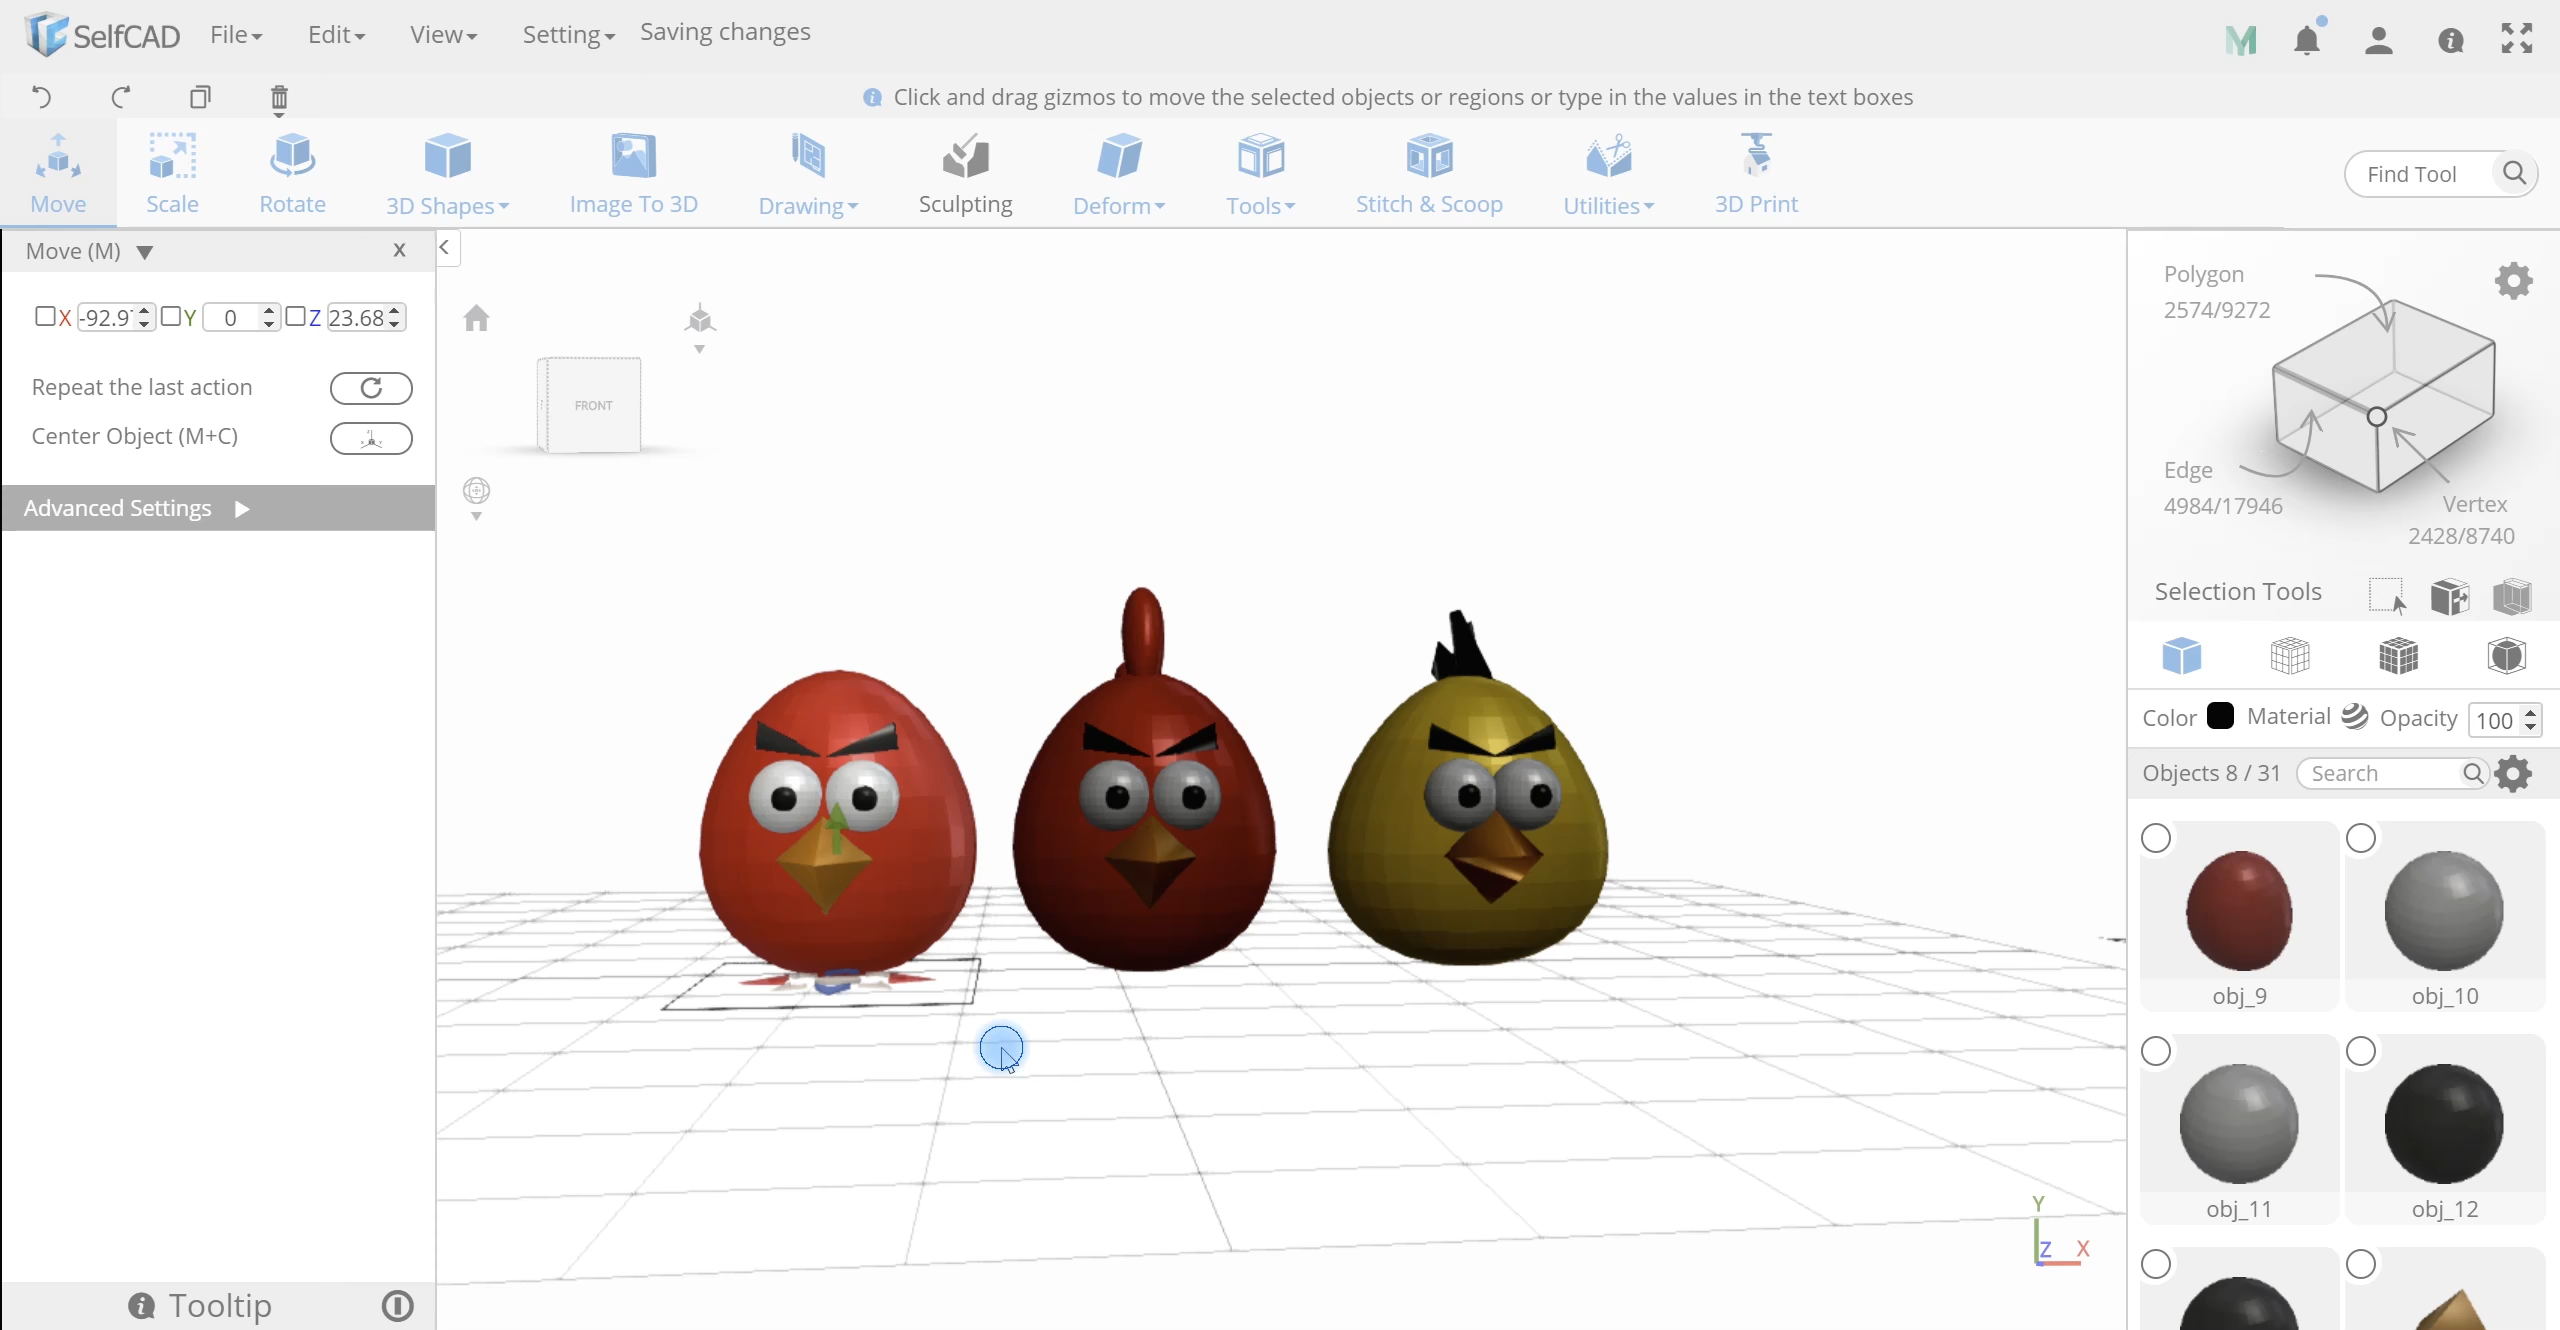 SelfCAD File Edit View Setting Saving changes
Click and drag gizmos to move the selected objects or regions or type in the values in the text boxes
Move Scale Rotate 3D Shapes Image To 3D Drawing Sculpting Deform Tools Stitch & Scoop Utilities 3D Print Find Tool
Move (M) x
X -92.9 Y 0 Z 23.68
Repeat the last action
Center Object (M+C)
Advanced Settings
Tooltip
FRONT
Y
Z X
Polygon
2574/9272
Edge
4984/17946
Vertex
2428/8740
Selection Tools
Color Material Opacity 100
Objects 8 / 31 Search
obj_9 obj_10
obj_11 obj_12